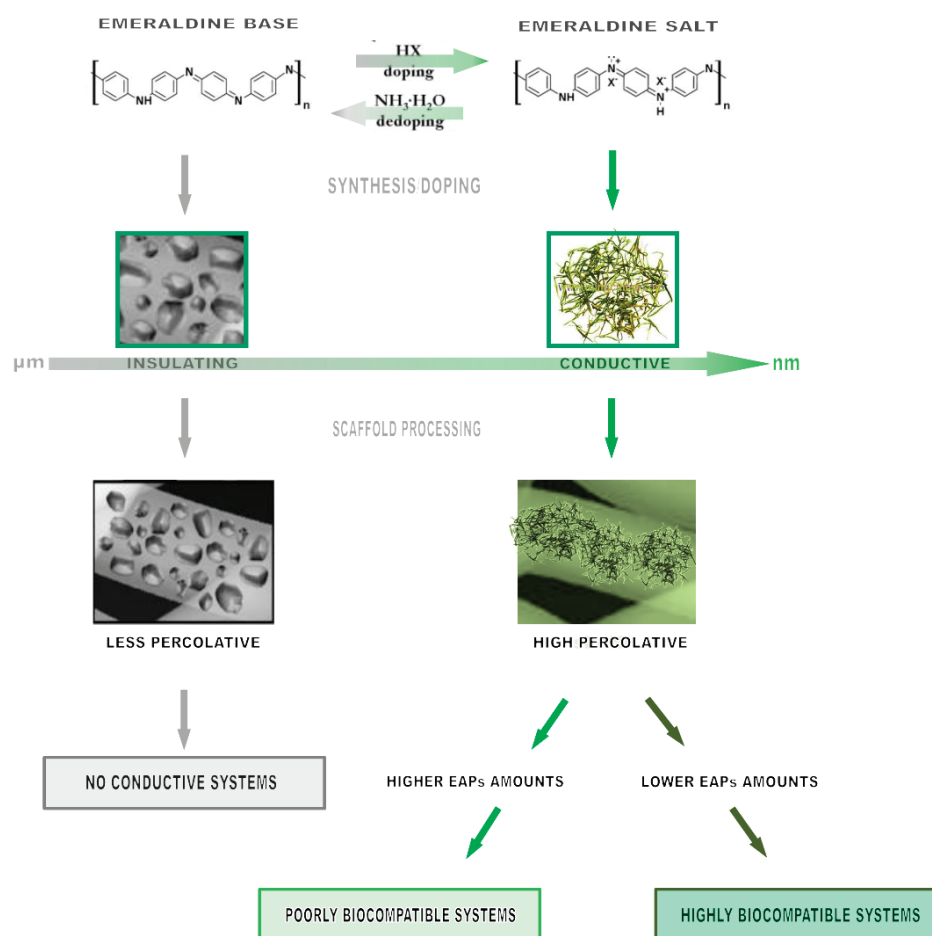 EMERALDINE BASE
EMERALDINE SALT
HX
doping
NH₃·H₂O
dedoping
N
N
NH
N
n
N
X⁻
N
NH
X⁻
N
H
n
SYNTHESIS/DOPING
μm
INSULATING
CONDUCTIVE
nm
SCAFFOLD PROCESSING
LESS PERCOLATIVE
HIGH PERCOLATIVE
NO CONDUCTIVE SYSTEMS
HIGHER EAPs AMOUNTS
LOWER EAPs AMOUNTS
POORLY BIOCOMPATIBLE SYSTEMS
HIGHLY BIOCOMPATIBLE SYSTEMS